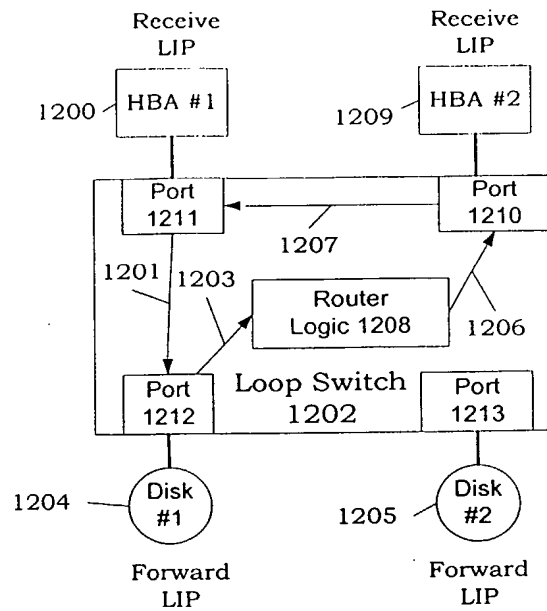 Receive
LIP
Receive
LIP
1200
HBA #1
1209
HBA #2
Port
1211
Port
1210
1207
1201
1203
Router
Logic 1208
1206
Port
1212
Loop Switch
1202
Port
1213
1204
Disk
#1
1205
Disk
#2
Forward
LIP
Forward
LIP